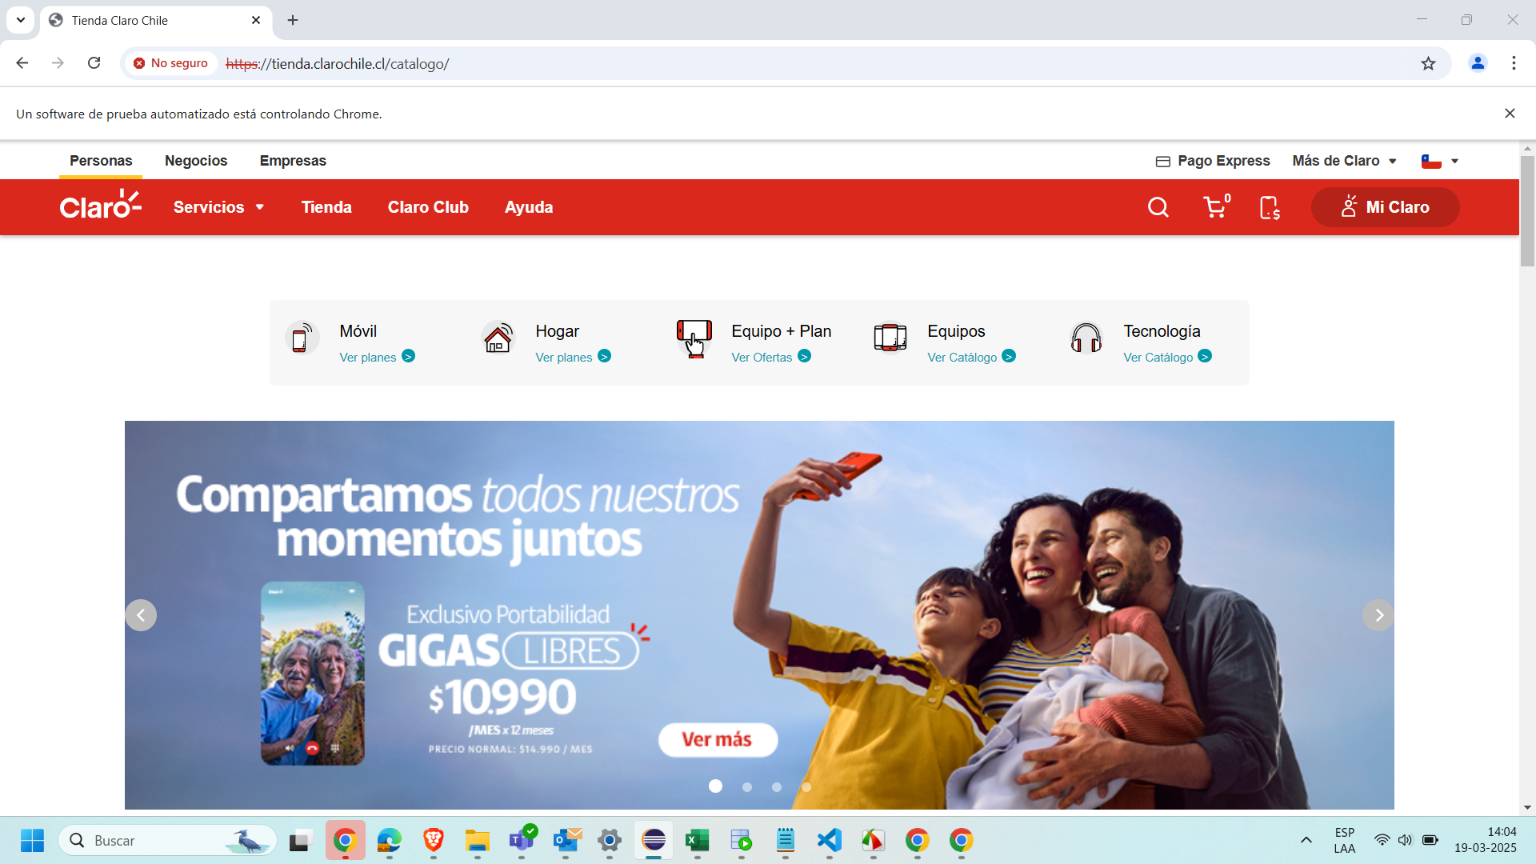 Tienda Claro Chile
No seguro
https://tienda.clarochile.cl/catalogo/
Un software de prueba automatizado está controlando Chrome.
Personas
Negocios
Empresas
Pago Express
Más de Claro
Claro
Servicios
Tienda
Claro Club
Ayuda
0
Mi Claro
Móvil
Ver planes >
Hogar
Ver planes >
Equipo + Plan
Ver Ofertas >
Equipos
Ver Catálogo >
Tecnología
Ver Catálogo >
Compartamos todos nuestros
momentos juntos
Exclusivo Portabilidad
GIGAS LIBRES
$10.990
/MES x 12 meses
PRECIO NORMAL: $14.990 / MES
Ver más
Buscar
ESP
LAA
14:04
19-03-2025